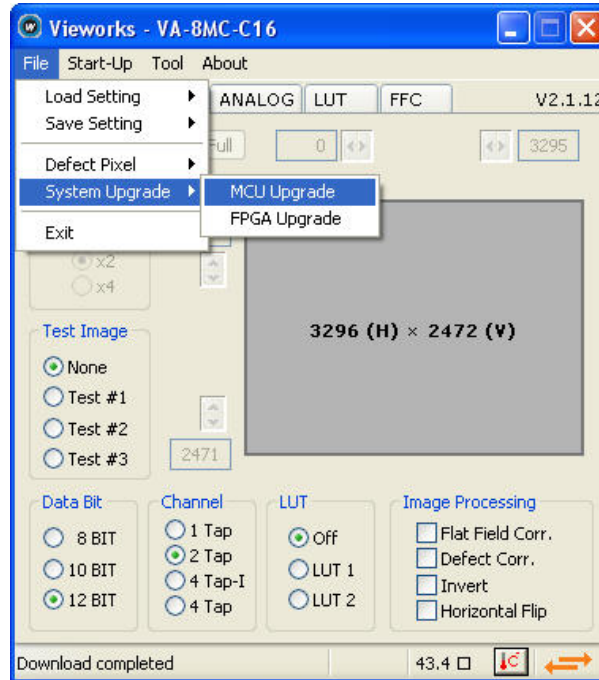 Vieworks - VA-8MC-C16
File Start-Up Tool About
Load Setting
Save Setting
Defect Pixel
System Upgrade
Exit
MCU Upgrade
FPGA Upgrade
ANALOG LUT FFC V2.1.12
Full 0 3295
x2
x4
3296 (H) × 2472 (V)
Test Image
None
Test #1
Test #2
Test #3
2471
Data Bit
8 BIT
10 BIT
12 BIT
Channel
1 Tap
2 Tap
4 Tap-I
4 Tap
LUT
Off
LUT 1
LUT 2
Image Processing
Flat Field Corr.
Defect Corr.
Invert
Horizontal Flip
Download completed 43.4 □ C